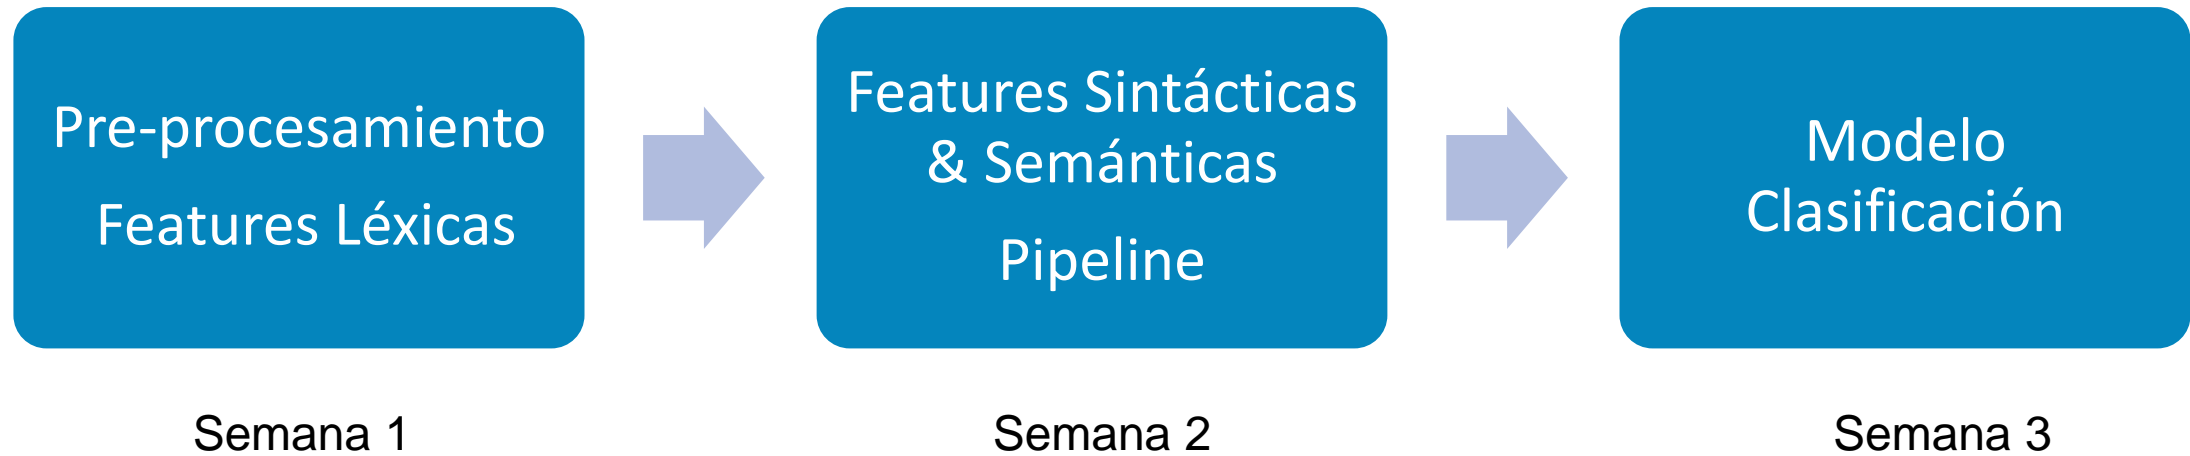 Pre-procesamiento
Features Léxicas
Features Sintácticas
& Semánticas
Pipeline
Modelo
Clasificación
Semana 1
Semana 2
Semana 3